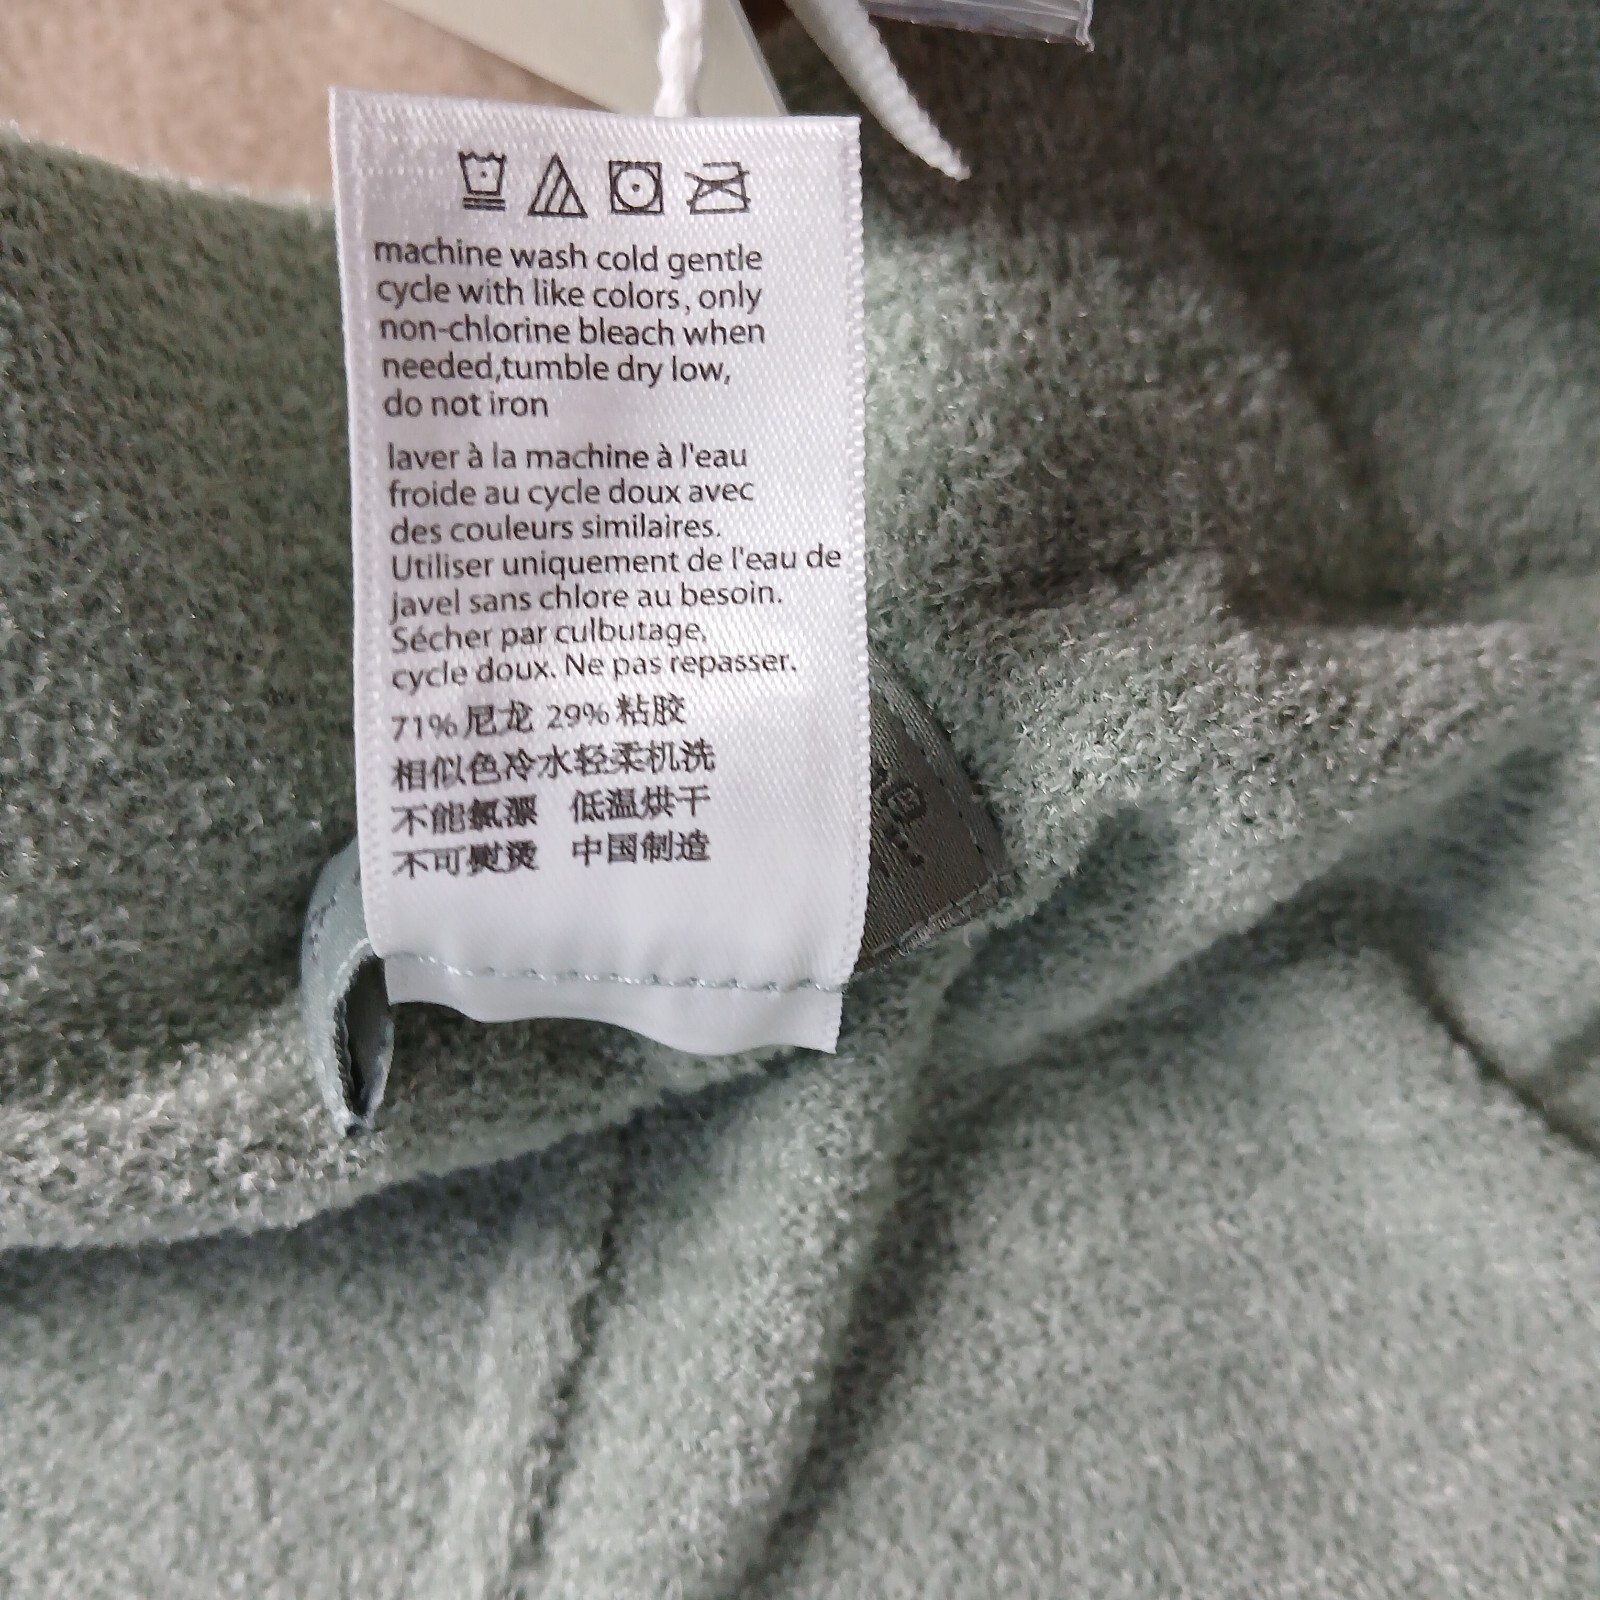 machine wash cold gentle
cycle with like colors, only
non-chlorine bleach when
needed,tumble dry low,
do not iron
laver à la machine à l'eau
froide au cycle doux avec
des couleurs similaires.
Utiliser uniquement de l'eau de
javel sans chlore au besoin.
Sécher par culbutage,
cycle doux. Ne pas repasser.
71%尼龙 29%粘胶
相似色冷水轻柔机洗
不能氯漂 低温烘干
不可熨烫 中国制造